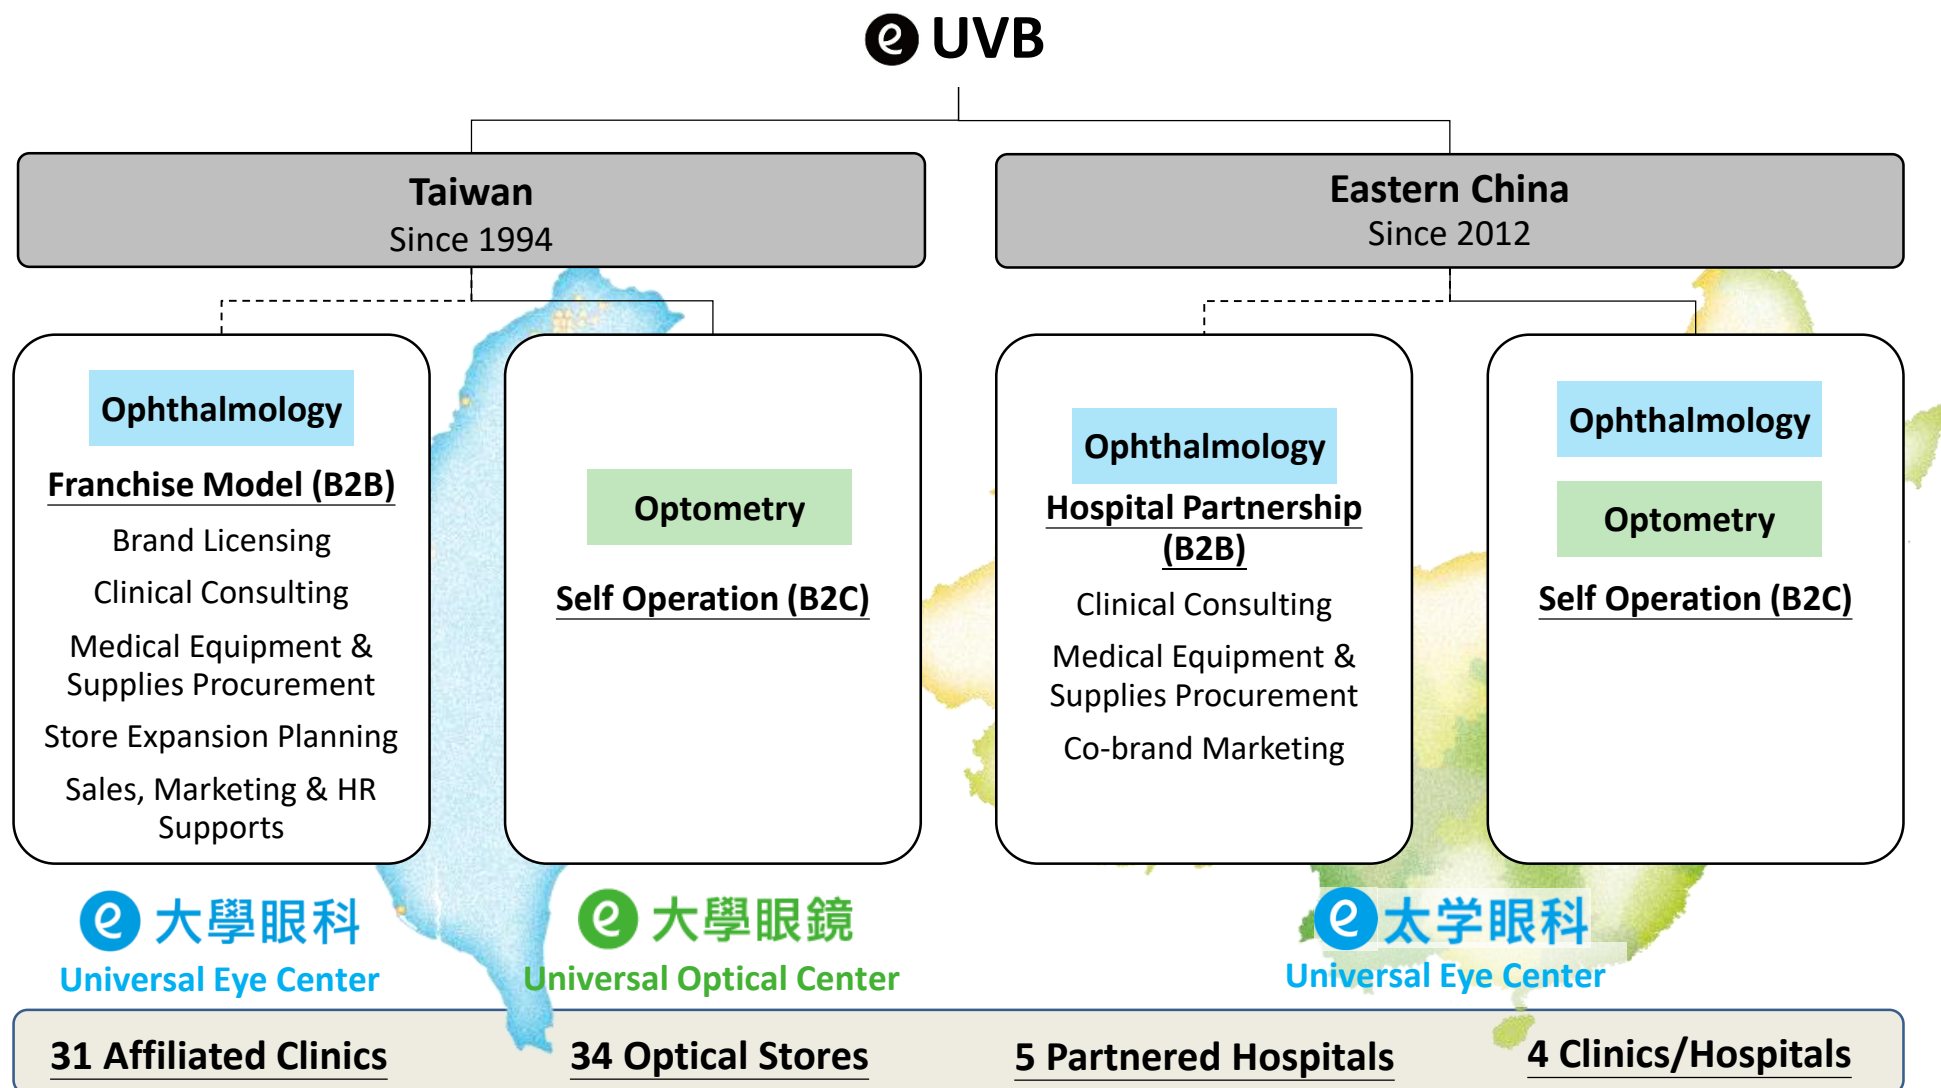 e UVB
Taiwan
Since 1994
Eastern China
Since 2012
Ophthalmology
Franchise Model (B2B)
Brand Licensing
Clinical Consulting
Medical Equipment &
Supplies Procurement
Store Expansion Planning
Sales, Marketing & HR
Supports
Optometry
Self Operation (B2C)
Ophthalmology
Hospital Partnership
(B2B)
Clinical Consulting
Medical Equipment &
Supplies Procurement
Co-brand Marketing
Ophthalmology
Optometry
Self Operation (B2C)
e 大學眼科
Universal Eye Center
e 大學眼鏡
Universal Optical Center
e 太学眼科
Universal Eye Center
31 Affiliated Clinics
34 Optical Stores
5 Partnered Hospitals
4 Clinics/Hospitals